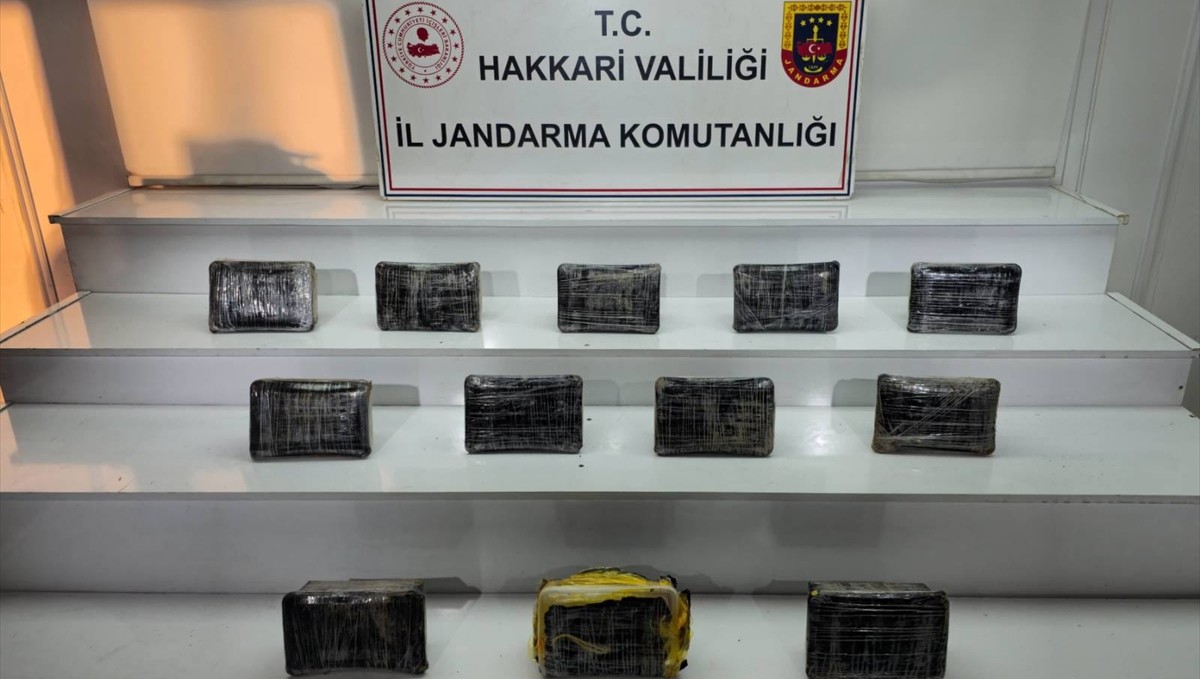 T.C.
HAKKARİ VALİLİĞİ
İL JANDARMA KOMUTANLIĞI
JANDARMA